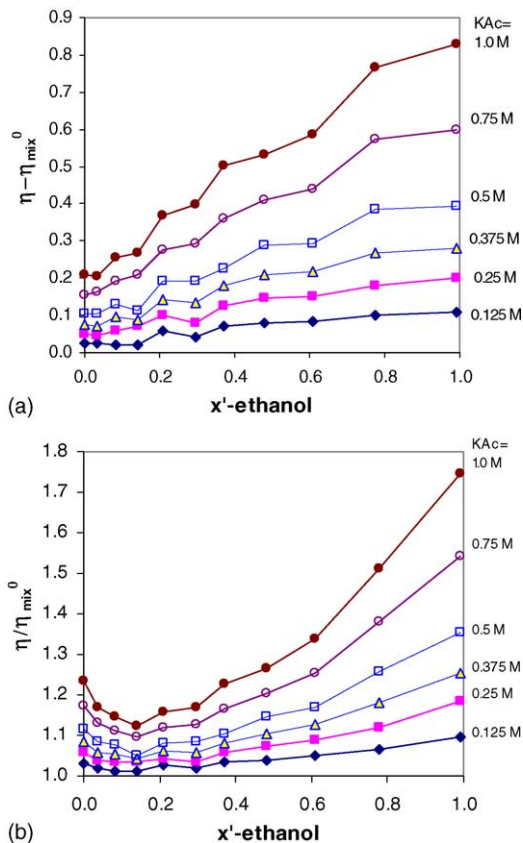 KAc=
1.0 M
0.75 M
0.5 M
0.375 M
0.25 M
0.125 M
0.9
0.8
0.7
0.6
0.5
0.4
0.3
0.2
0.1
0.0
η−ηmix⁰
0.0 0.2 0.4 0.6 0.8 1.0
(a)
x'-ethanol
KAc=
1.0 M
0.75 M
0.5 M
0.375 M
0.25 M
0.125 M
1.8
1.7
1.6
1.5
1.4
1.3
1.2
1.1
1.0
η/ηmix⁰
0.0 0.2 0.4 0.6 0.8 1.0
(b)
x'-ethanol